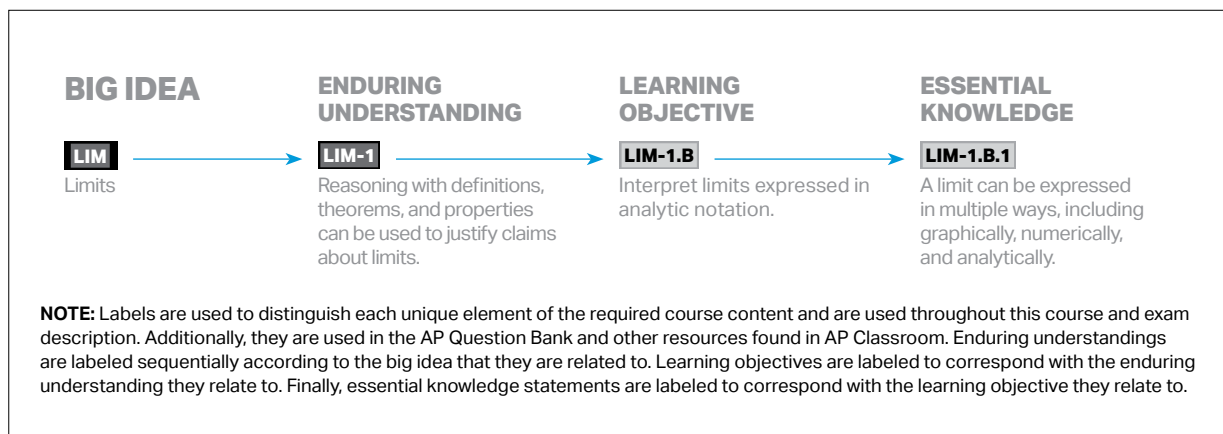 BIG IDEA
LIM
Limits
ENDURING
UNDERSTANDING
LIM-1
Reasoning with definitions,
theorems, and properties
can be used to justify claims
about limits.
LEARNING
OBJECTIVE
LIM-1.B
Interpret limits expressed in
analytic notation.
ESSENTIAL
KNOWLEDGE
LIM-1.B.1
A limit can be expressed
in multiple ways, including
graphically, numerically,
and analytically.
NOTE: Labels are used to distinguish each unique element of the required course content and are used throughout this course and exam
description. Additionally, they are used in the AP Question Bank and other resources found in AP Classroom. Enduring understandings
are labeled sequentially according to the big idea that they are related to. Learning objectives are labeled to correspond with the enduring
understanding they relate to. Finally, essential knowledge statements are labeled to correspond with the learning objective they relate to.